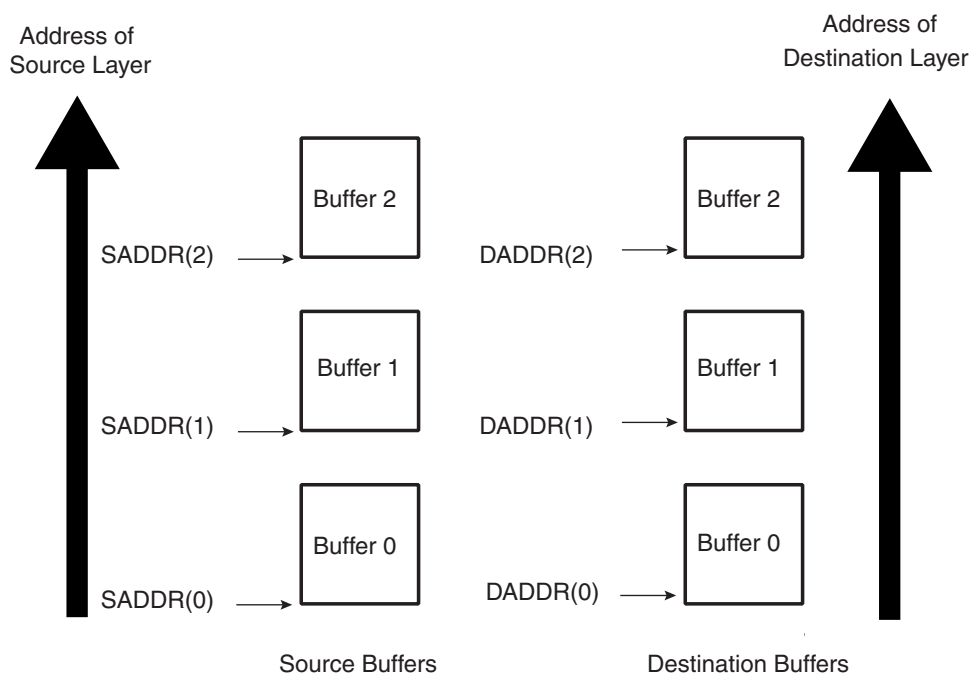 Address of
Source Layer
Address of
Destination Layer
Buffer 2
Buffer 2
SADDR(2)
DADDR(2)
Buffer 1
Buffer 1
SADDR(1)
DADDR(1)
Buffer 0
Buffer 0
SADDR(0)
DADDR(0)
Source Buffers
Destination Buffers